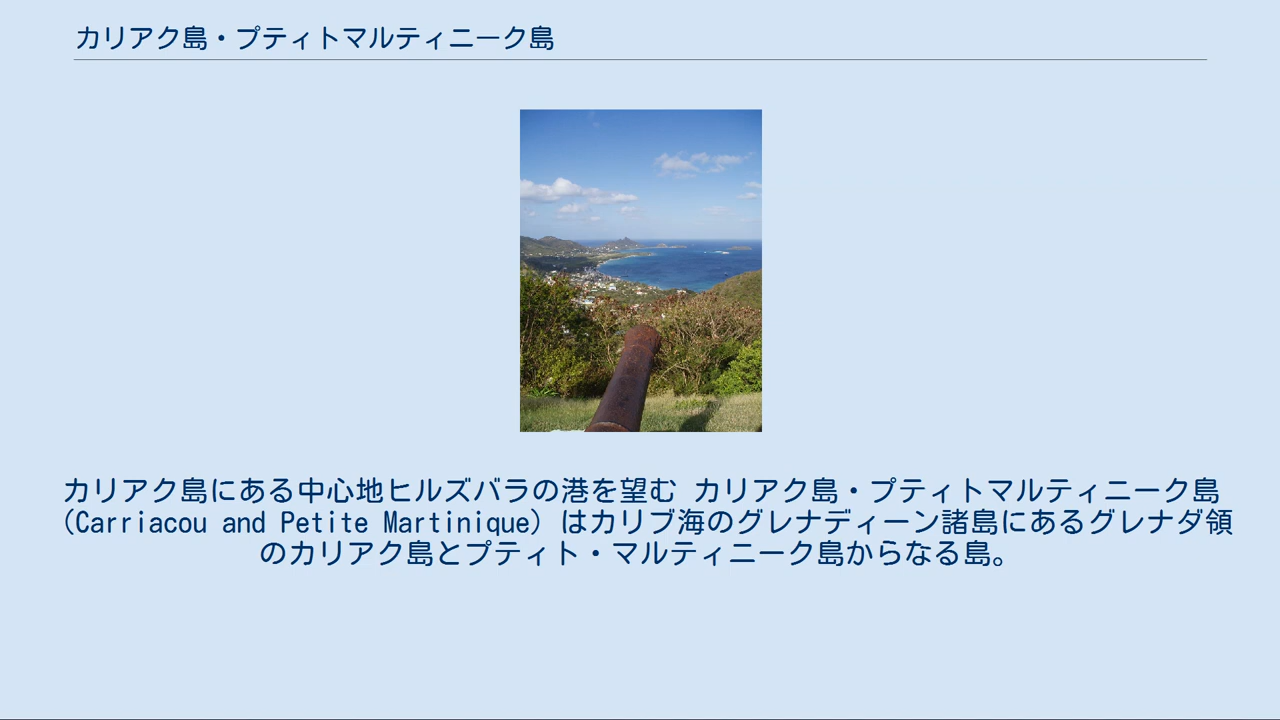 カリアク島・プティトマルティニーク島
カリアク島にある中心地ヒルズバラの港を望む カリアク島・プティトマルティニーク島
(Carriacou and Petite Martinique) はカリブ海のグレナディーン諸島にあるグレナダ領
のカリアク島とプティト・マルティニーク島からなる島。